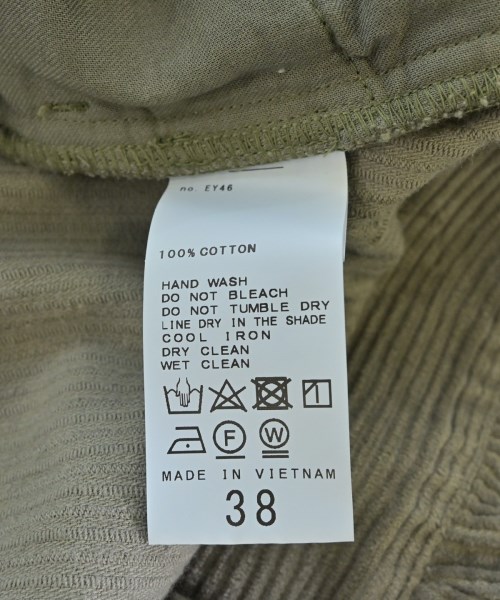 no. EY46
100% COTTON
HAND WASH
DO NOT BLEACH
DO NOT TUMBLE DRY
LINE DRY IN THE SHADE
COOL IRON
DRY CLEAN
WET CLEAN
F W
MADE IN VIETNAM
38